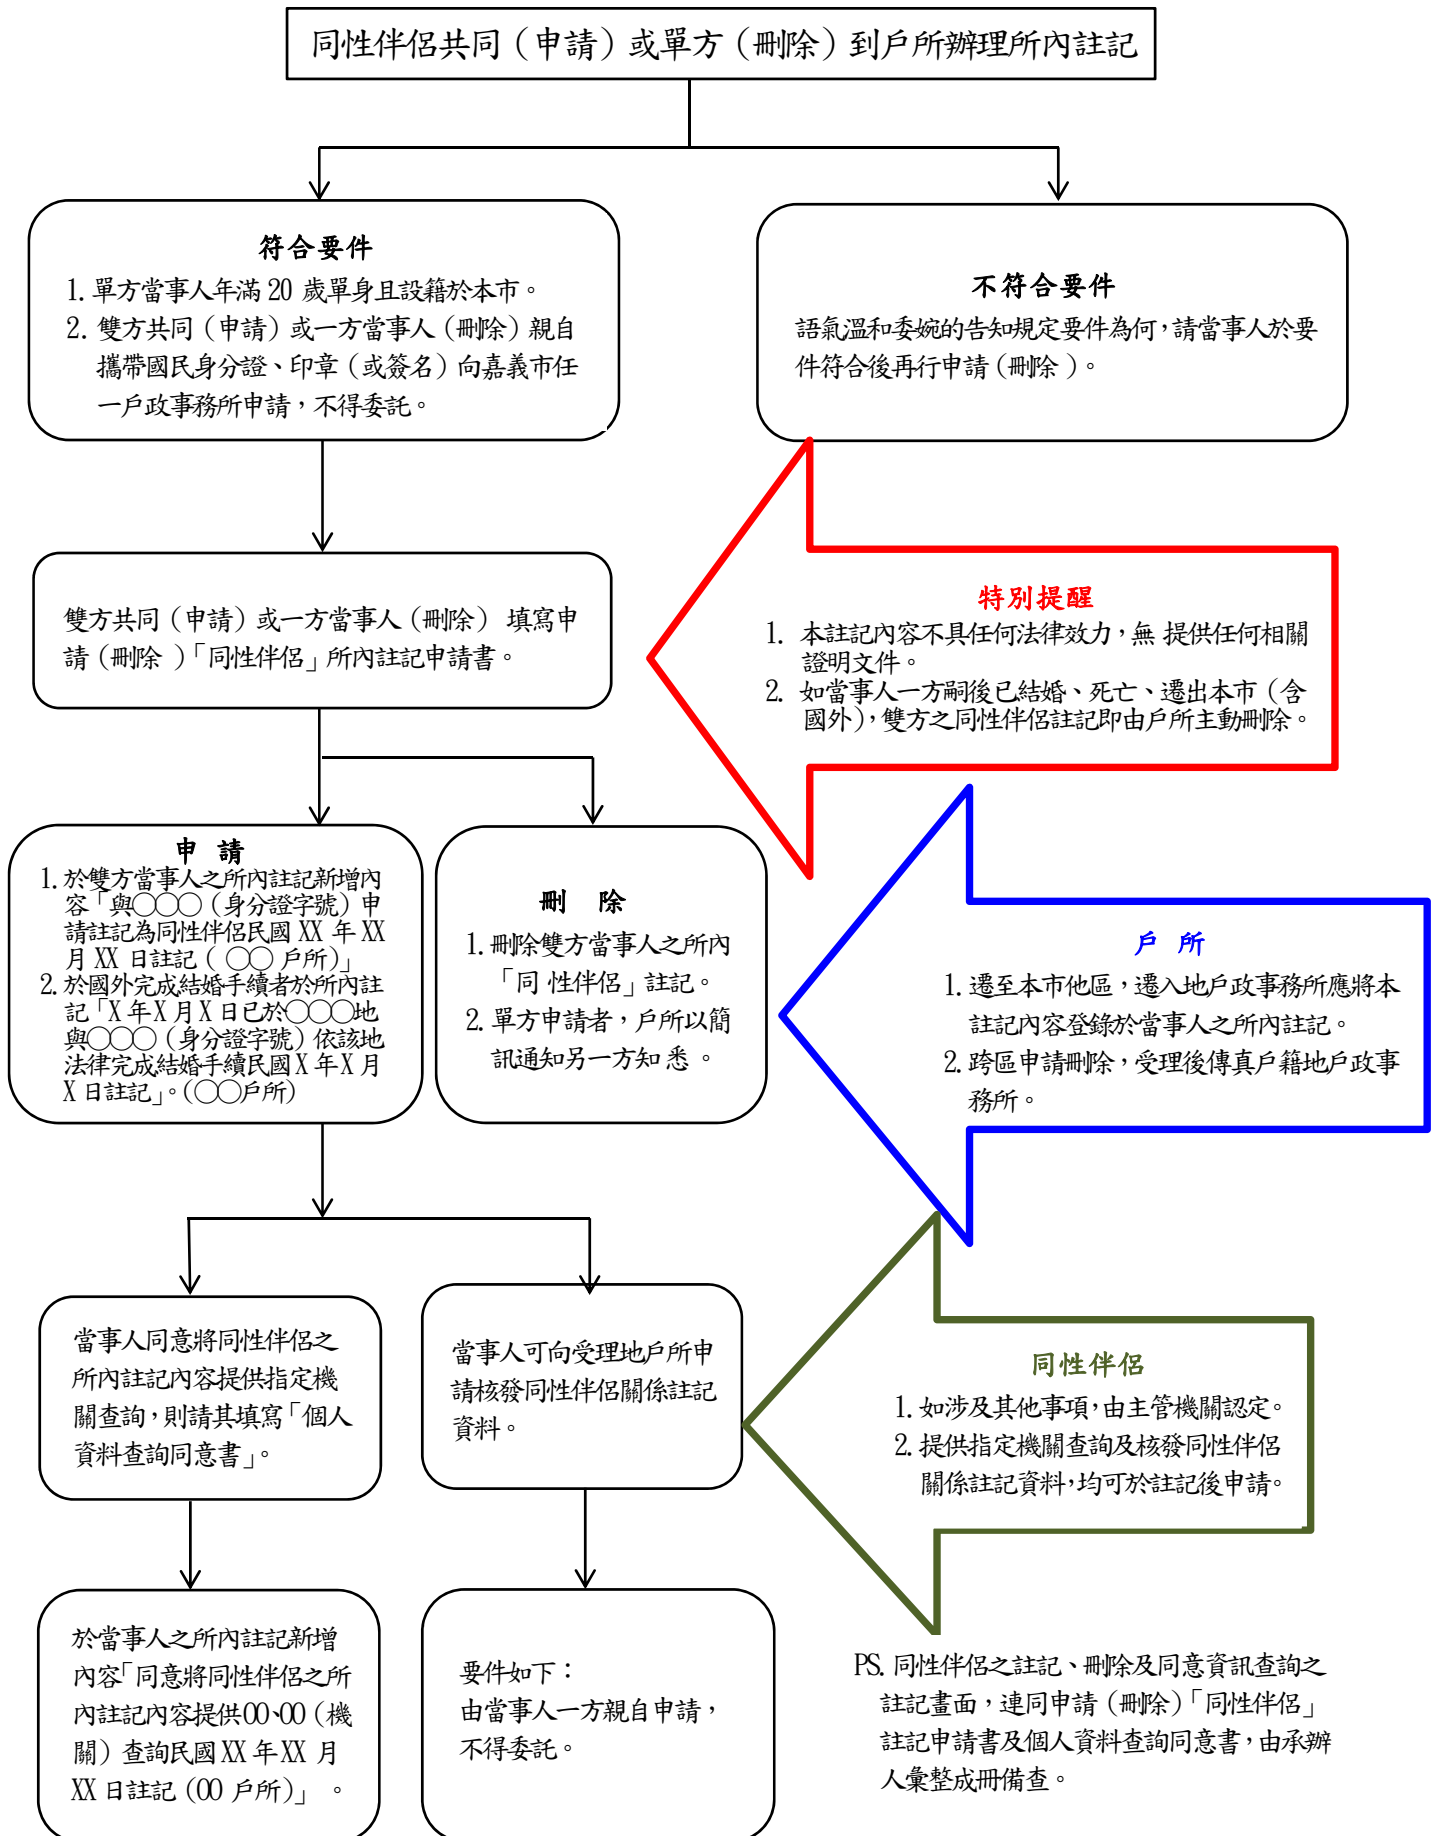 同性伴侶共同（申請）或單方（刪除）到戶所辦理所內註記
符合要件
1. 單方當事人年滿 20 歲單身且設籍於本市。
2. 雙方共同（申請）或一方當事人（刪除）親自
攜帶國民身分證、印章（或簽名）向嘉義市任
一戶政事務所申請，不得委託。
不符合要件
語氣溫和委婉的告知規定要件為何，請當事人於要
件符合後再行申請（刪除 ）。
雙方共同（申請）或一方當事人（刪除） 填寫申
請（刪除 ）「同性伴侶」所內註記申請書。
特別提醒
1. 本註記內容不具任何法律效力，無 提供任何相關
證明文件。
2. 如當事人一方嗣後已結婚、死亡、遷出本市（含
國外），雙方之同性伴侶註記即由戶所主動刪除。
申 請
1. 於雙方當事人之所內註記新增內
容「與◯◯◯（身分證字號）申
請註記為同性伴侶民國 XX 年 XX
月 XX 日註記（ ◯◯ 戶所）」
2. 於國外完成結婚手續者於所內註
記「X 年 X 月 X 日已於◯◯◯地
與◯◯◯（身分證字號）依該地
法律完成結婚手續民國 X 年 X 月
X 日註記」。(◯◯戶所)
刪 除
1. 刪除雙方當事人之所內
「同 性伴侶」註記。
2. 單方申請者，戶所以簡
訊通知另一方知 悉 。
戶 所
1. 遷至本市他區，遷入地戶政事務所應將本
註記內容登錄於當事人之所內註記。
2. 跨區申請刪除，受理後傳真戶籍地戶政事
務所。
當事人同意將同性伴侶之
所內註記內容提供指定機
關查詢，則請其填寫「個人
資料查詢同意書」。
當事人可向受理地戶所申
請核發同性伴侶關係註記
資料。
同性伴侶
1. 如涉及其他事項，由主管機關認定。
2. 提供指定機關查詢及核發同性伴侶
關係註記資料，均可於註記後申請。
於當事人之所內註記新增
內容「同意將同性伴侶之所
內註記內容提供 OO、OO（機
關）查詢民國 XX 年 XX 月
XX 日註記 (OO 戶所)」 。
要件如下：
由當事人一方親自申請，
不得委託。
PS. 同性伴侶之註記、刪除及同意資訊查詢之
註記畫面，連同申請（刪除）「同性伴侶」
註記申請書及個人資料查詢同意書，由承辦
人彙整成冊備查。